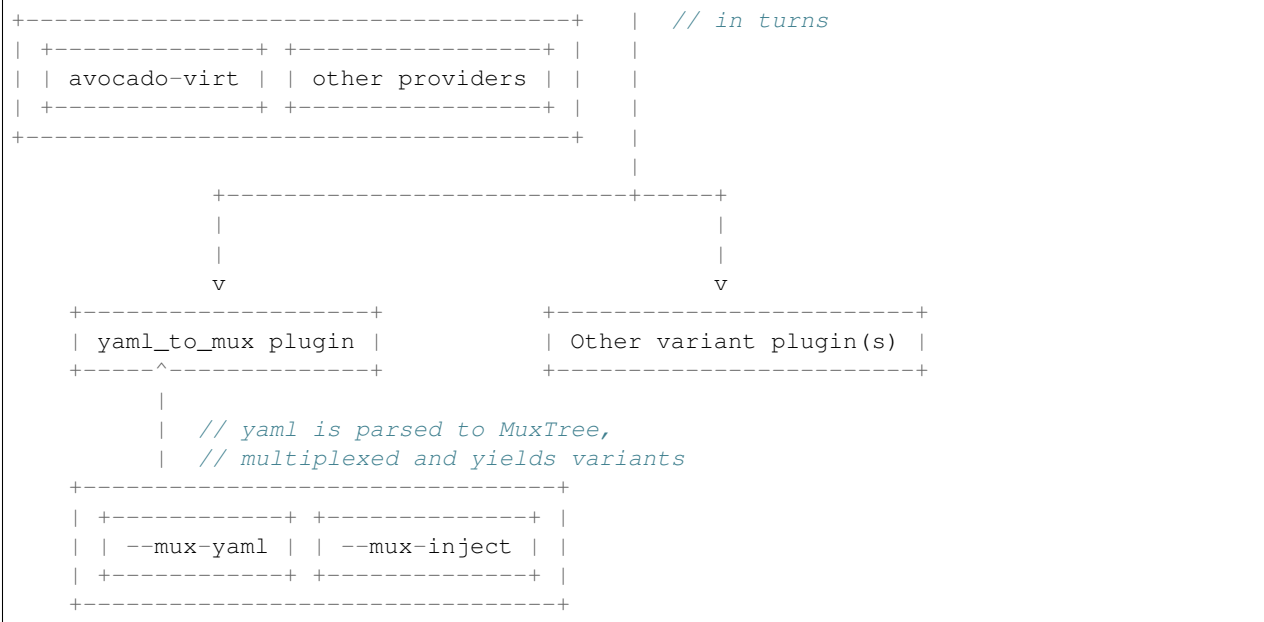 +--------------------------------------+   |  // in turns
| +--------------+ +-----------------+ |   |
| | avocado-virt | | other providers | |   |
| +--------------+ +-----------------+ |   |
+--------------------------------------+   |
                                           |
              +----------------------------+-----+
              |                                  |
              |                                  |
              v                                  v
    +--------------------+           +-------------------------+
    | yaml_to_mux plugin |           | Other variant plugin(s) |
    +-----^--------------+           +-------------------------+
          |
          |  // yaml is parsed to MuxTree,
          |  // multiplexed and yields variants
    +---------------------------------+
    | +------------+ +--------------+ |
    | | --mux-yaml | | --mux-inject | |
    | +------------+ +--------------+ |
    +---------------------------------+